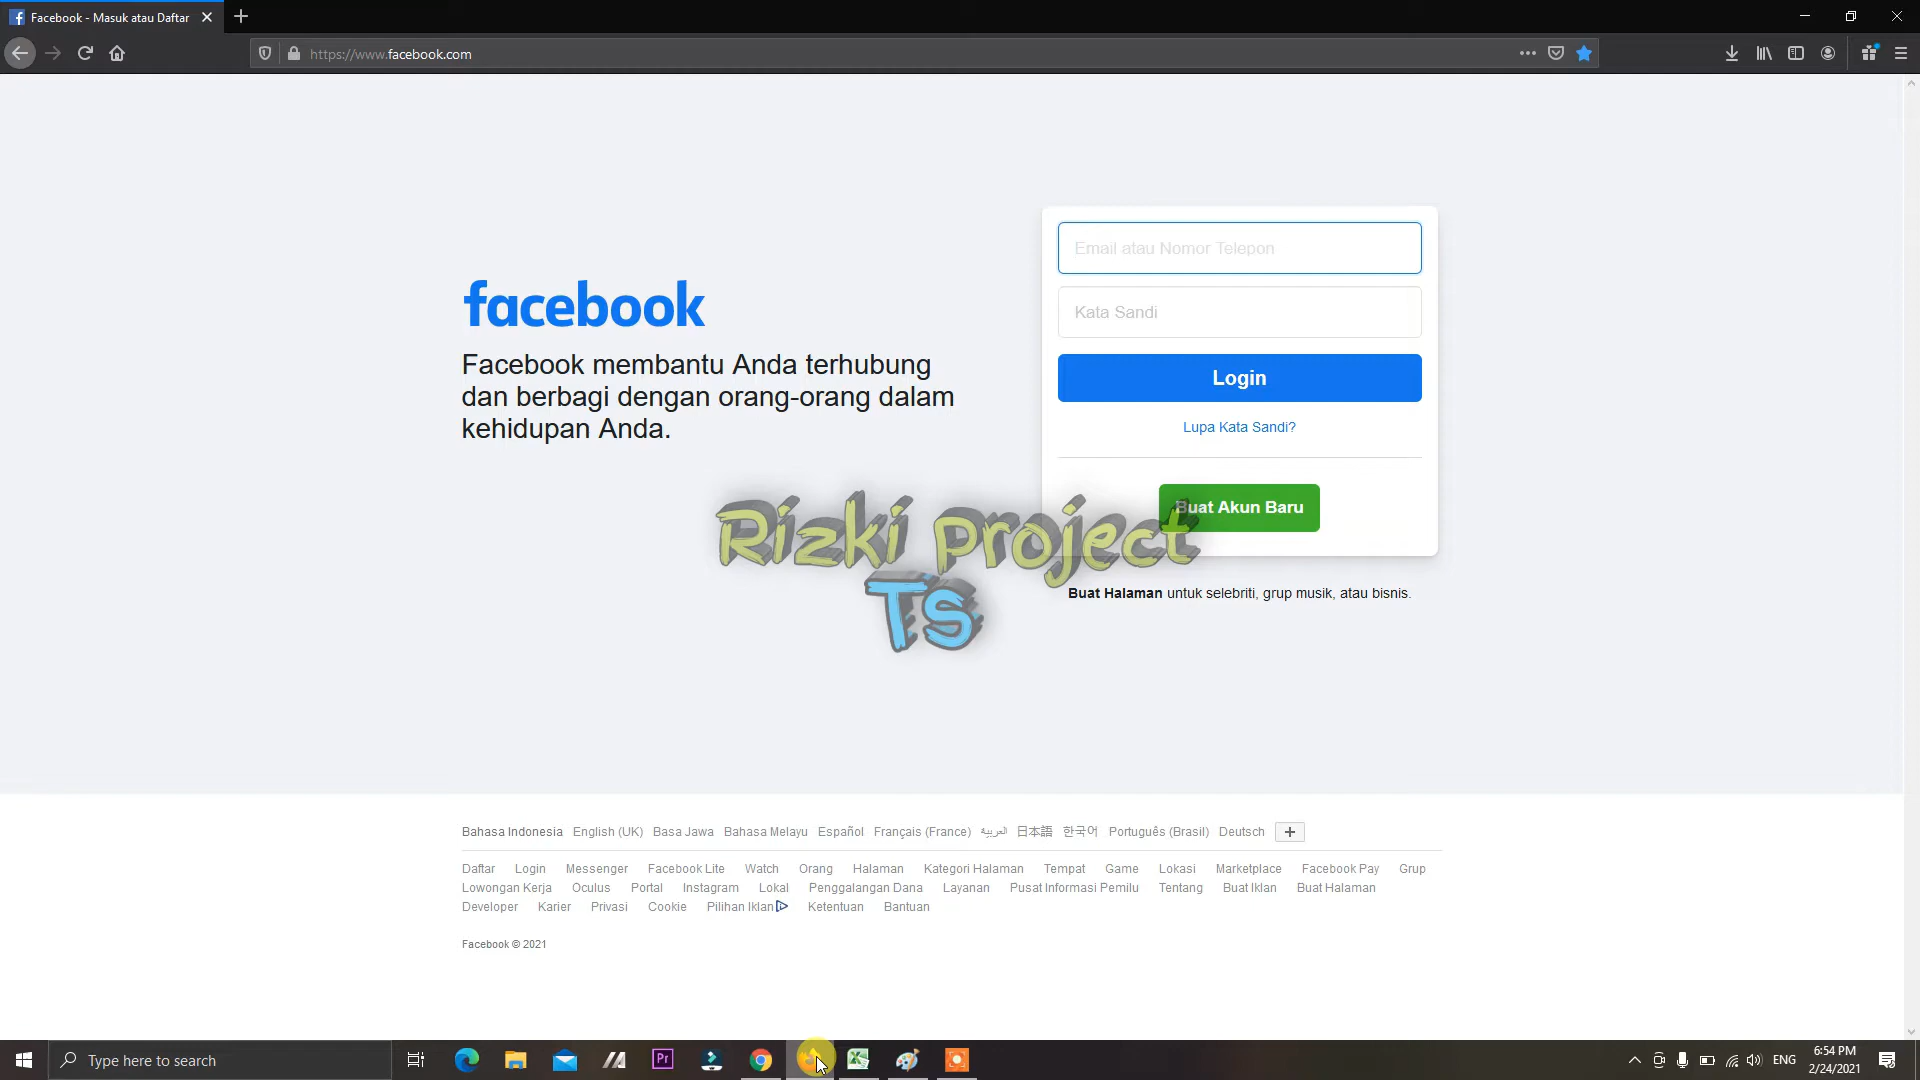 Facebook - Masuk atau Daftar
https://www.facebook.com
facebook
Facebook membantu Anda terhubung
dan berbagi dengan orang-orang dalam
kehidupan Anda.
Email atau Nomor Telepon
Kata Sandi
Login
Lupa Kata Sandi?
Buat Akun Baru
Buat Halaman untuk selebriti, grup musik, atau bisnis.
Rizki project
Ts
Bahasa Indonesia English (UK) Basa Jawa Bahasa Melayu Español Français (France) العربية 日本語 한국어 Português (Brasil) Deutsch
Daftar Login Messenger Facebook Lite Watch Orang Halaman Kategori Halaman Tempat Game Lokasi Marketplace Facebook Pay Grup
Lowongan Kerja Oculus Portal Instagram Lokal Penggalangan Dana Layanan Pusat Informasi Pemilu Tentang Buat Iklan Buat Halaman
Developer Karier Privasi Cookie Pilihan Iklan Ketentuan Bantuan
Facebook © 2021
Type here to search
Pr
ENG
6:54 PM
2/24/2021